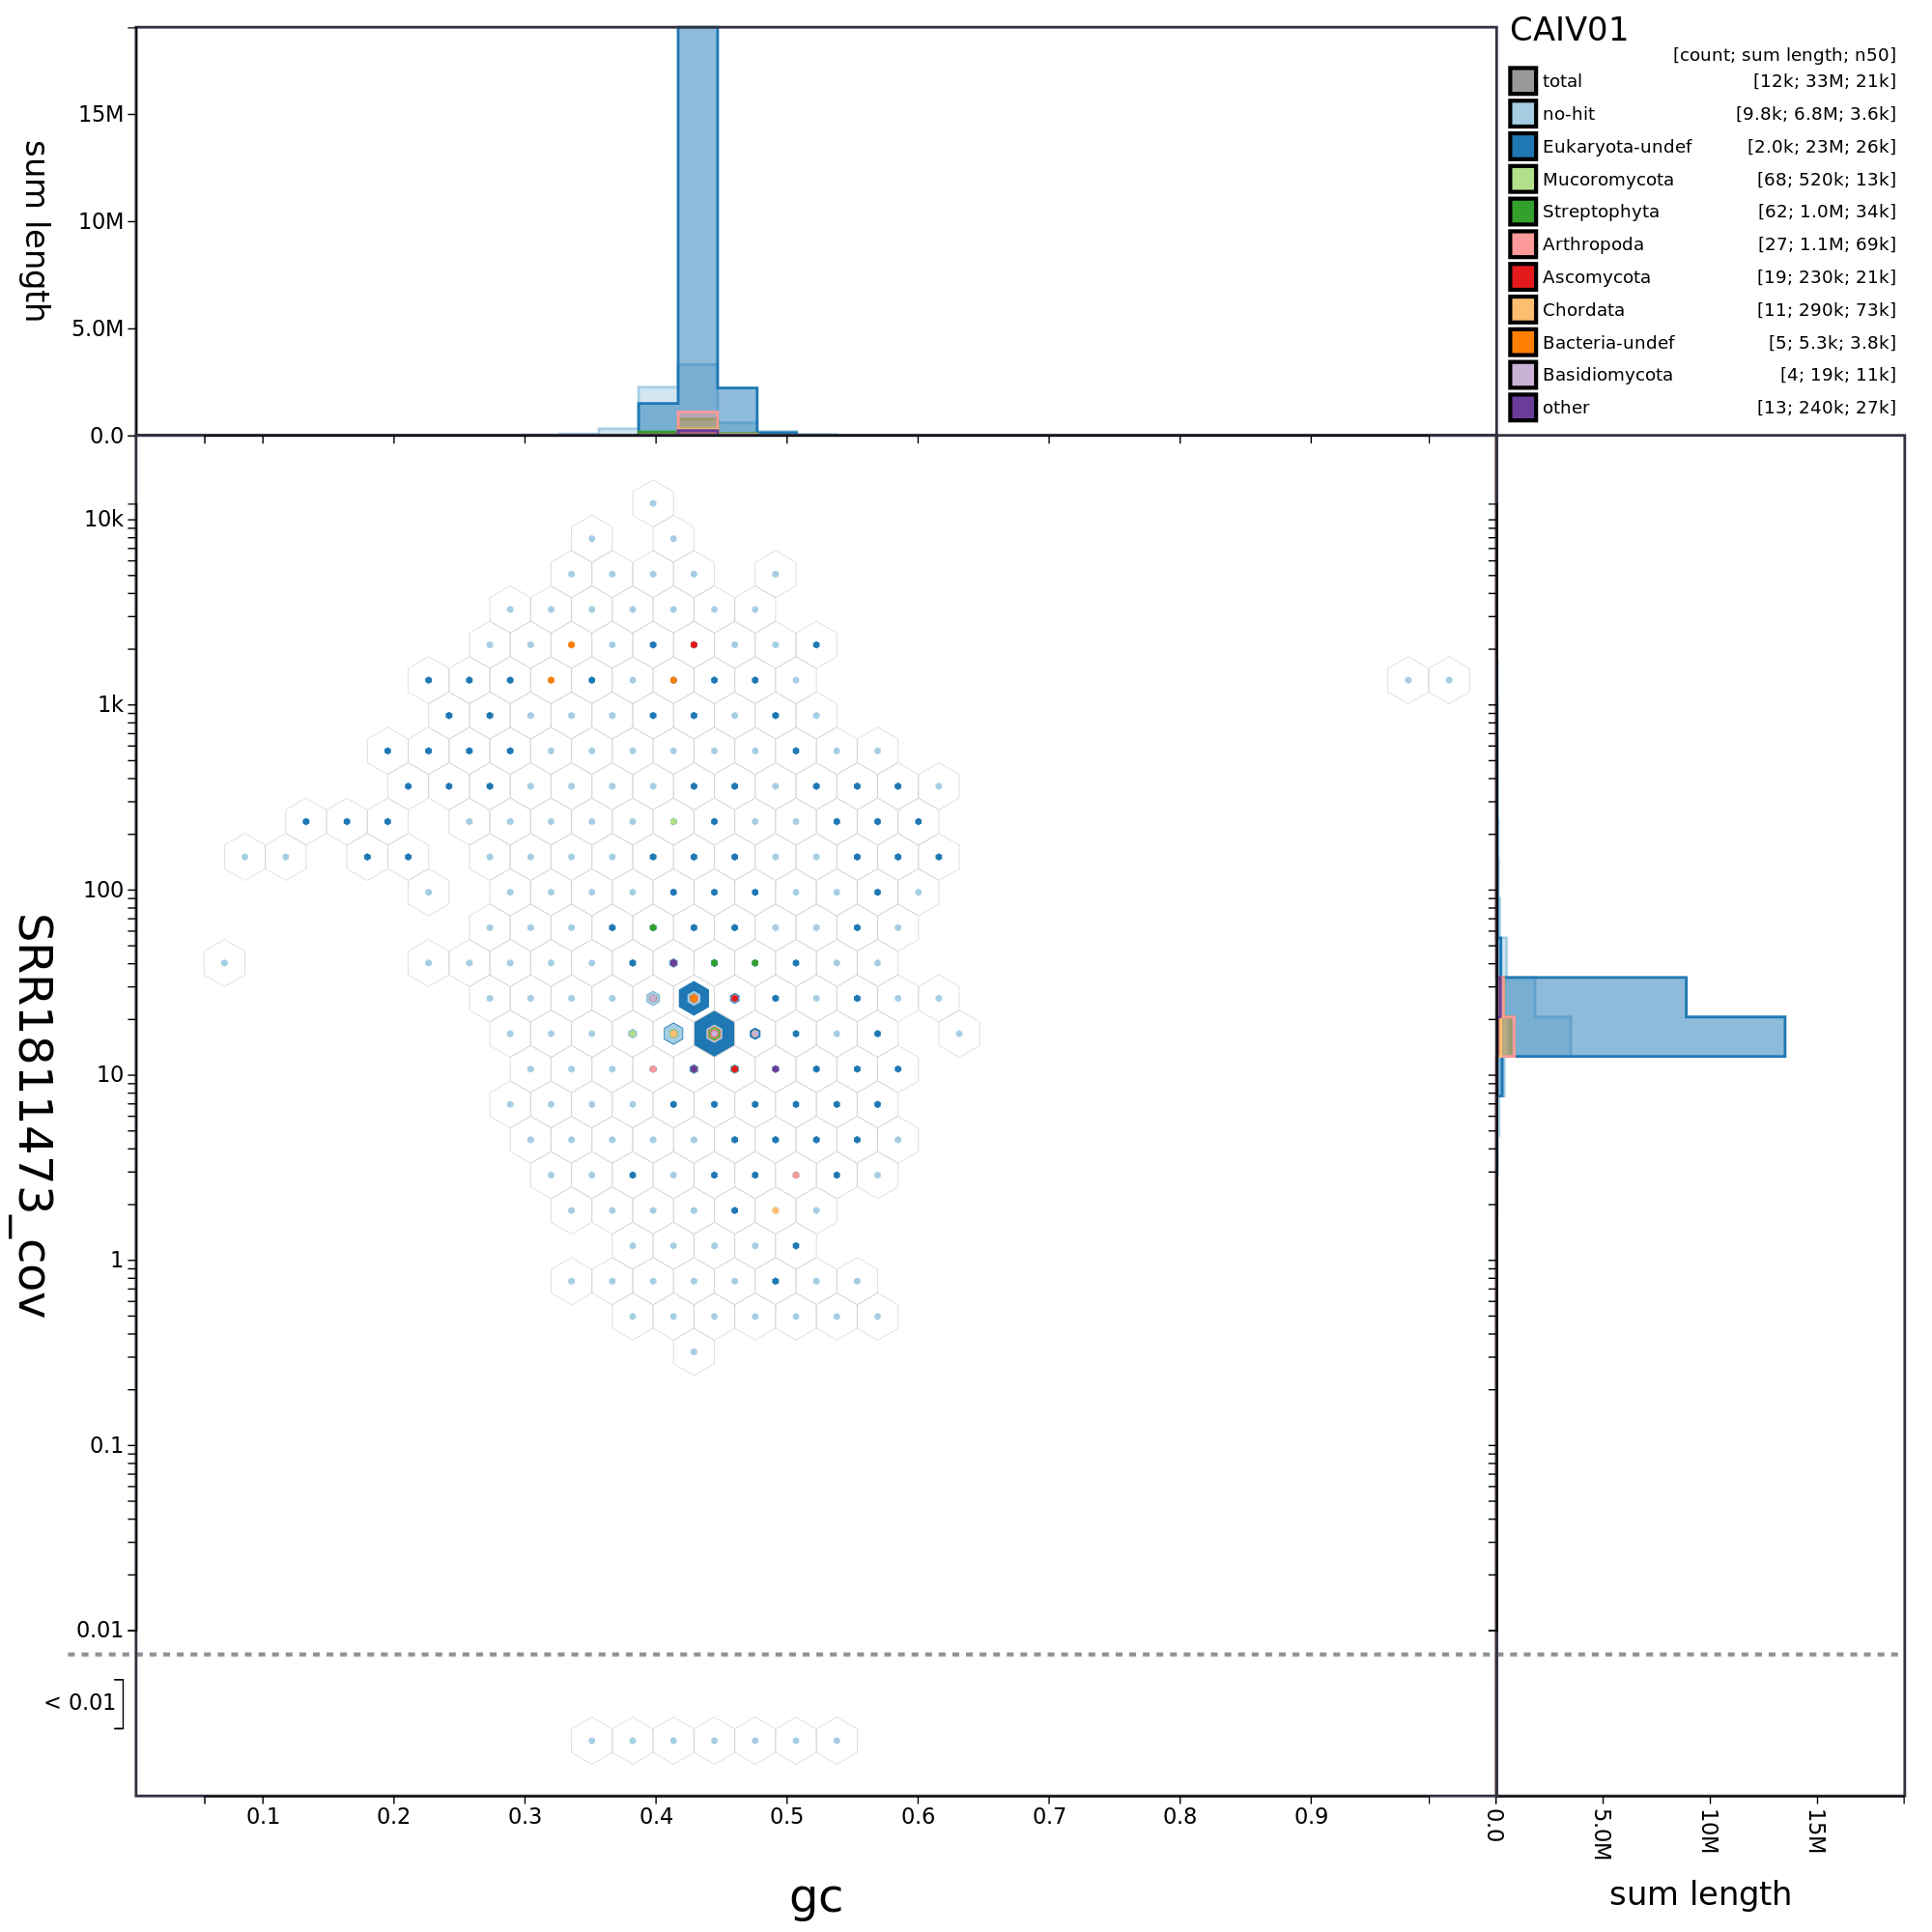 CAIV01
[count; sum length; n50]
total [12k; 33M; 21k]
no-hit [9.8k; 6.8M; 3.6k]
Eukaryota-undef [2.0k; 23M; 26k]
Mucoromycota [68; 520k; 13k]
Streptophyta [62; 1.0M; 34k]
Arthropoda [27; 1.1M; 69k]
Ascomycota [19; 230k; 21k]
Chordata [11; 290k; 73k]
Bacteria-undef [5; 5.3k; 3.8k]
Basidiomycota [4; 19k; 11k]
other [13; 240k; 27k]
sum length
15M
10M
5.0M
0.0
SRR1811473_cov
10k
1k
100
10
1
0.1
0.01
< 0.01
0.1 0.2 0.3 0.4 0.5 0.6 0.7 0.8 0.9
gc
0.0 5.0M 10M 15M
sum length